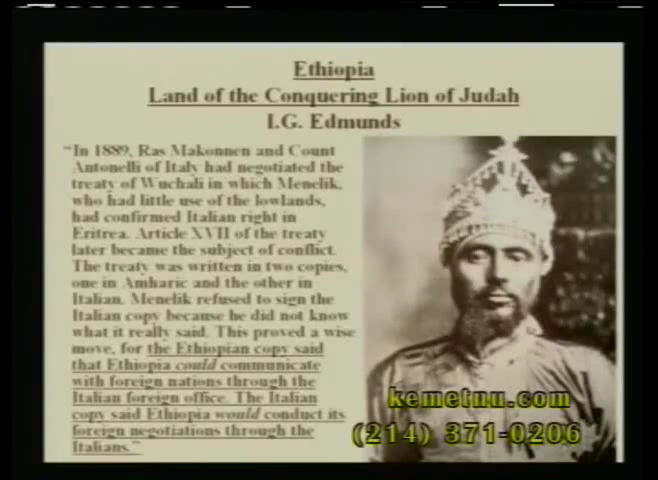 Ethiopia
Land of the Conquering Lion of Judah
I.G. Edmunds
"In 1889, Ras Makonnen and Count
Antonelli of Italy had negotiated the
treaty of Wuchali in which Menelik,
who had little use of the lowlands,
had confirmed Italian right in
Eritrea. Article XVII of the treaty
later became the subject of conflict.
The treaty was written in two copies,
one in Amharic and the other in
Italian. Menelik refused to sign the
Italian copy because he did not know
what it really said. This proved a wise
move, for the Ethiopian copy said
that Ethiopia could communicate
with foreign nations through the
Italian foreign office. The Italian
copy said Ethiopia would conduct its
foreign negotiations through the
Italians."
kemetnu.com
(214) 371-0206